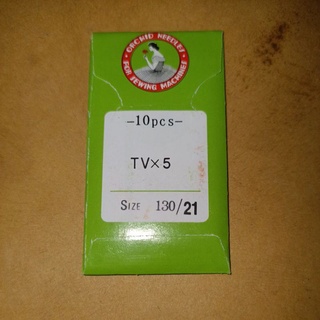 ORCHID NEEDLES
FOR SEWING MACHINES
-10pcs-
TV×5
SIZE 130/21